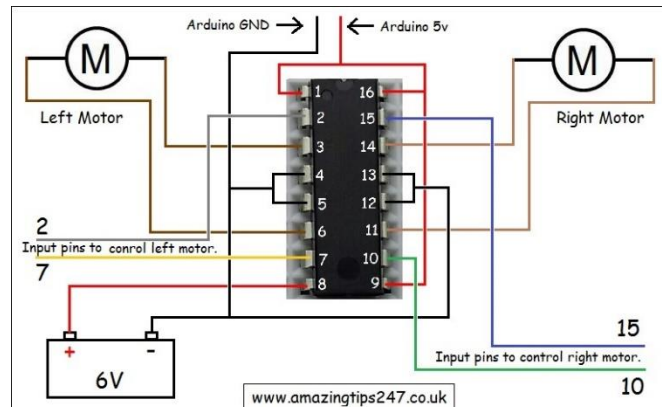 Arduino GND
Arduino 5v
M
M
Left Motor
Right Motor
1 16
2 15
3 14
4 13
5 12
6 11
7 10
8 9
2
Input pins to conrol left motor.
7
15
Input pins to control right motor.
10
+ -
6V
www.amazingtips247.co.uk